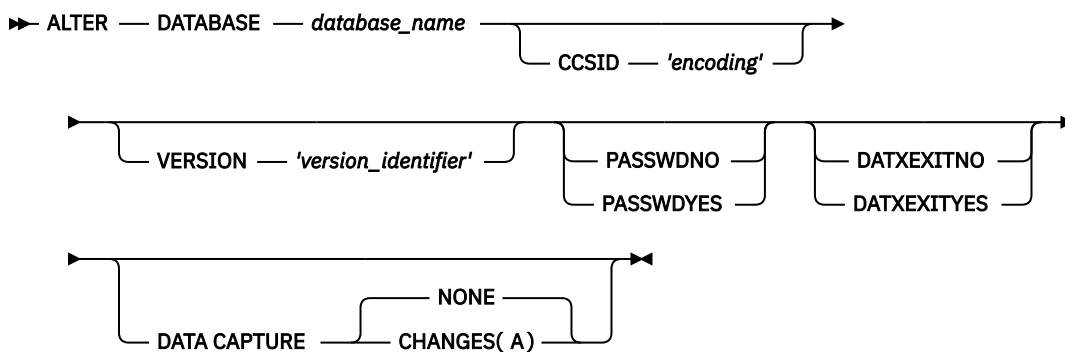 ALTER DATABASE database_name
CCSID 'encoding'
VERSION 'version_identifier' PASSWDNO DATXEXITNO
PASSWDYES DATXEXITYES
NONE
DATA CAPTURE CHANGES( A)